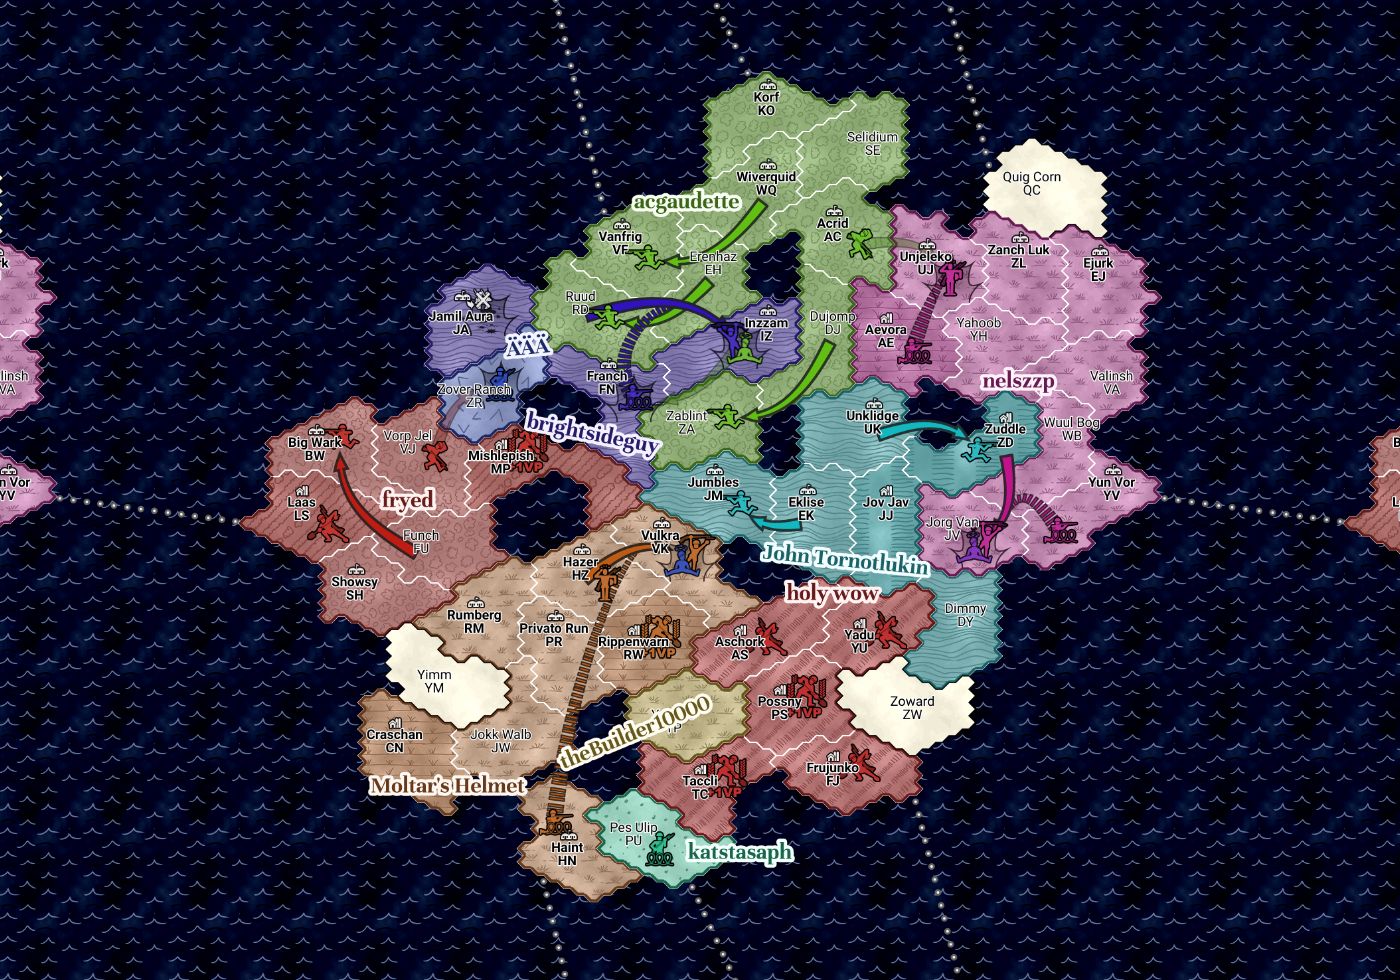 Korf
KO
Selidium
SE
Wiverquid
WQ
Quig Corn
QC
acgaudette
Vanfrig
VF
Erenhaz
EH
Acrid
AC
Unjeleko
UJ
Zanch Luk
ZL
Ejurk
EJ
rk
Ruud
RD
Jamil Aura
JA
Inzzam
IZ
Dujomp
DJ
Aevora
AE
Yahoob
YH
ÄÄÄ
Franch
FN
Zover Ranch
ZR
nelszzp
Valinsh
VA
linsh
VA
Zablint
ZA
brightsideguy
Unklidge
UK
Zuddle
ZD
Wuul Bog
WB
Big Wark
BW
Vorp Jel
VJ
Mishlepish
MP
+1VP
B
Jumbles
JM
Eklise
EK
Jov Jav
JJ
Yun Vor
YV
n Vor
YV
fryed
Laas
LS
L
Jorg Van
JV
Funch
FU
Vulkra
VK
Hazer
HZ
John Tornotlukin
Showsy
SH
holy wow
Rumberg
RM
Privato Run
PR
Rippenwarn
RW
+1VP
Aschork
AS
Yadu
YU
Dimmy
DY
Yimm
YM
Possny
PS
+1VP
Zoward
ZW
Craschan
CN
Jokk Walb
JW
theBuilder10000
YP
Moltar's Helmet
Taccli
TC
+1VP
Frujunko
FJ
Haint
HN
Pes Ulip
PU
katstasaph